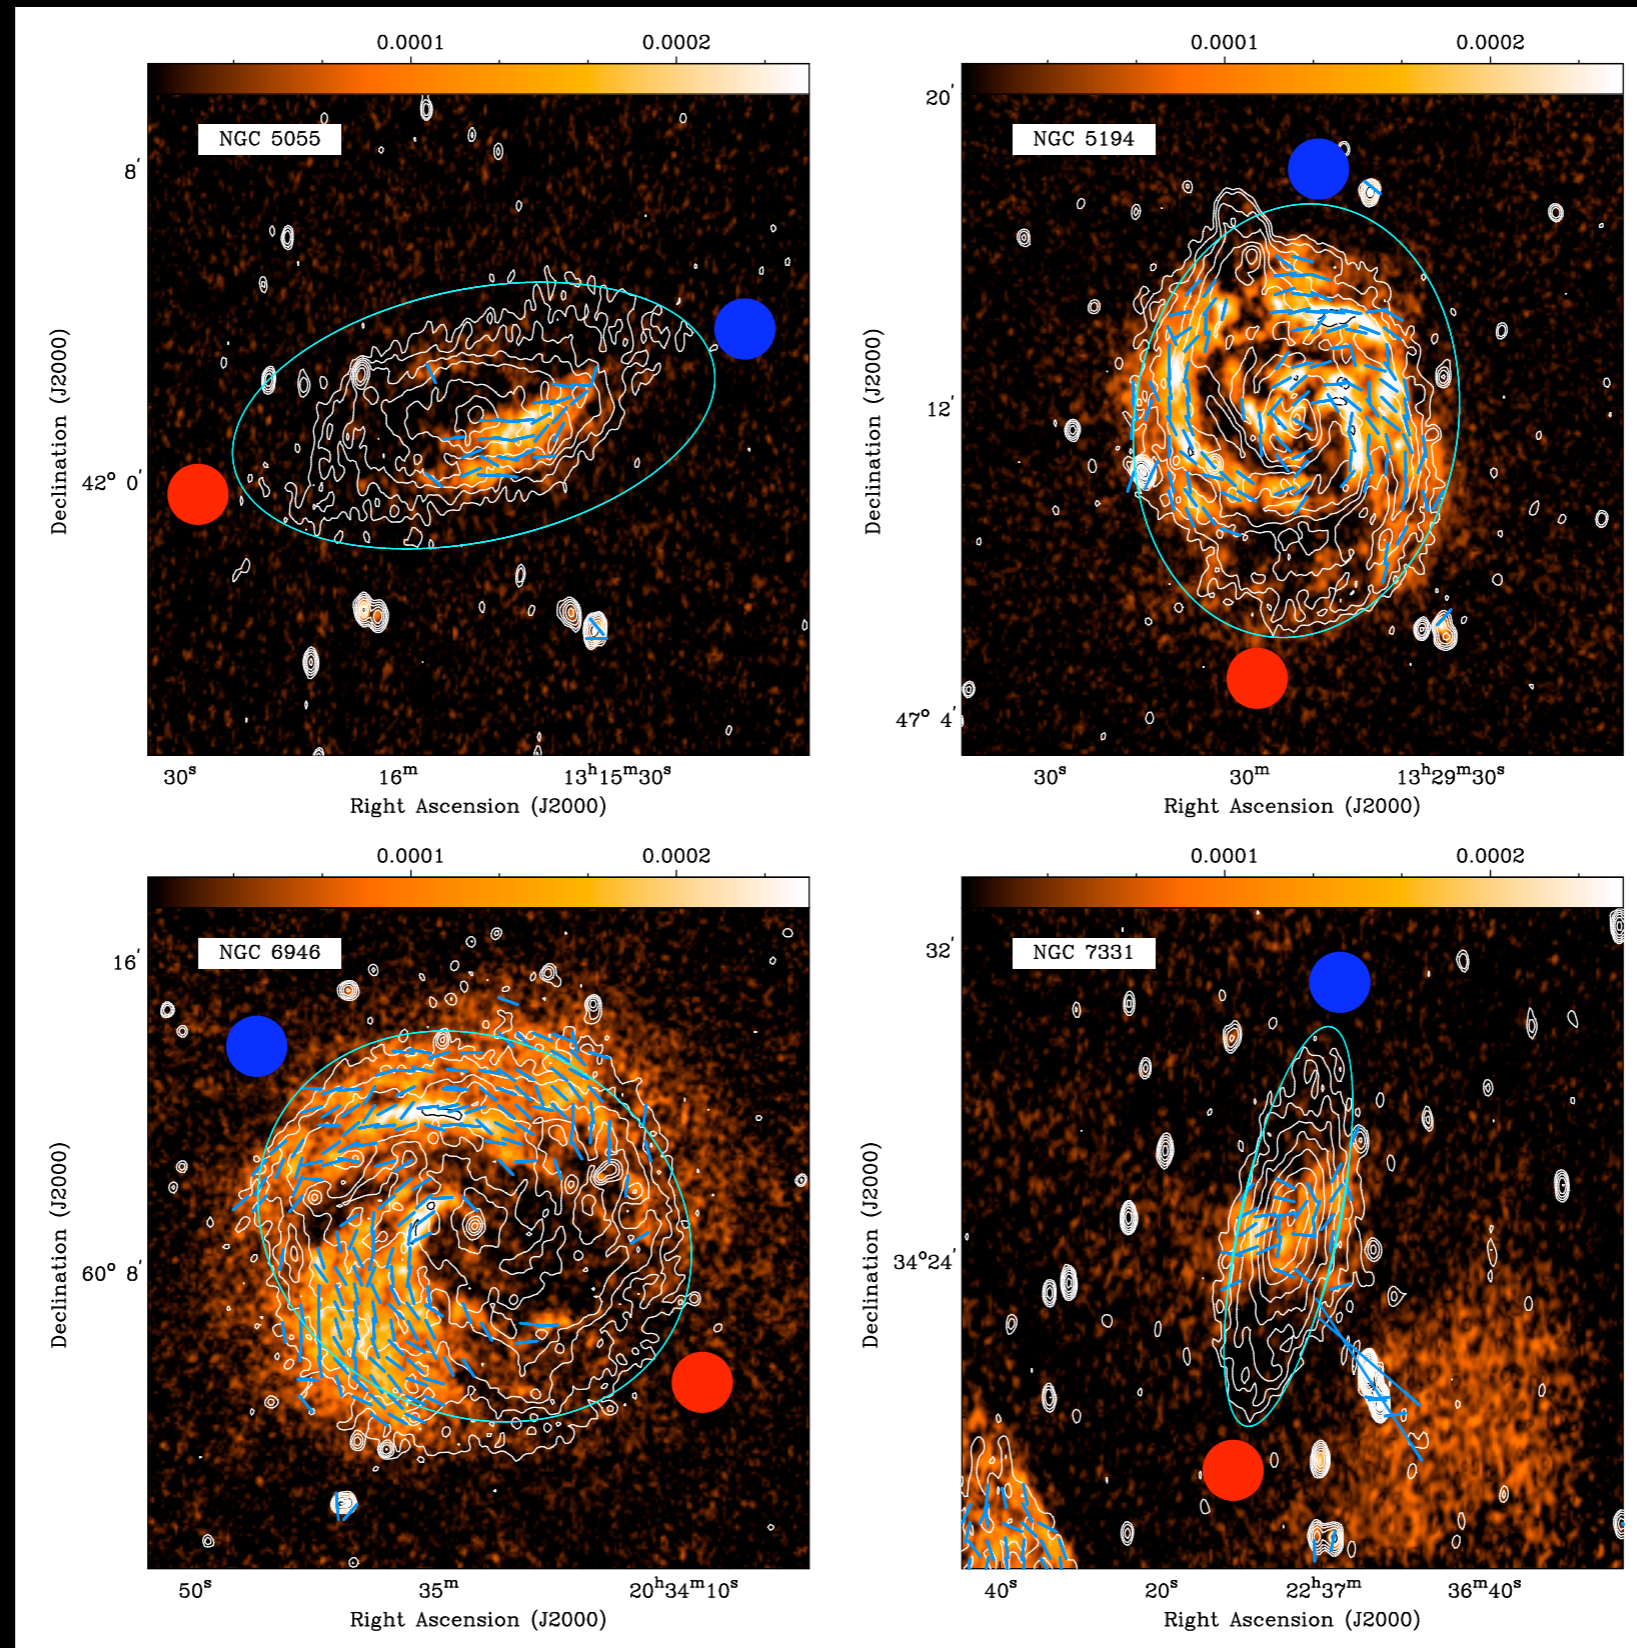 0.0001 0.0002
NGC 5055
8′
42° 0′
Declination (J2000)
30ˢ 16ᵐ 13ʰ15ᵐ30ˢ
Right Ascension (J2000)
0.0001 0.0002
20′
NGC 5194
12′
47° 4′
Declination (J2000)
30ˢ 30ᵐ 13ʰ29ᵐ30ˢ
Right Ascension (J2000)
0.0001 0.0002
NGC 6946
16′
60° 8′
Declination (J2000)
50ˢ 35ᵐ 20ʰ34ᵐ10ˢ
Right Ascension (J2000)
0.0001 0.0002
NGC 7331
32′
34°24′
Declination (J2000)
40ˢ 20ˢ 22ʰ37ᵐ 36ᵐ40ˢ
Right Ascension (J2000)